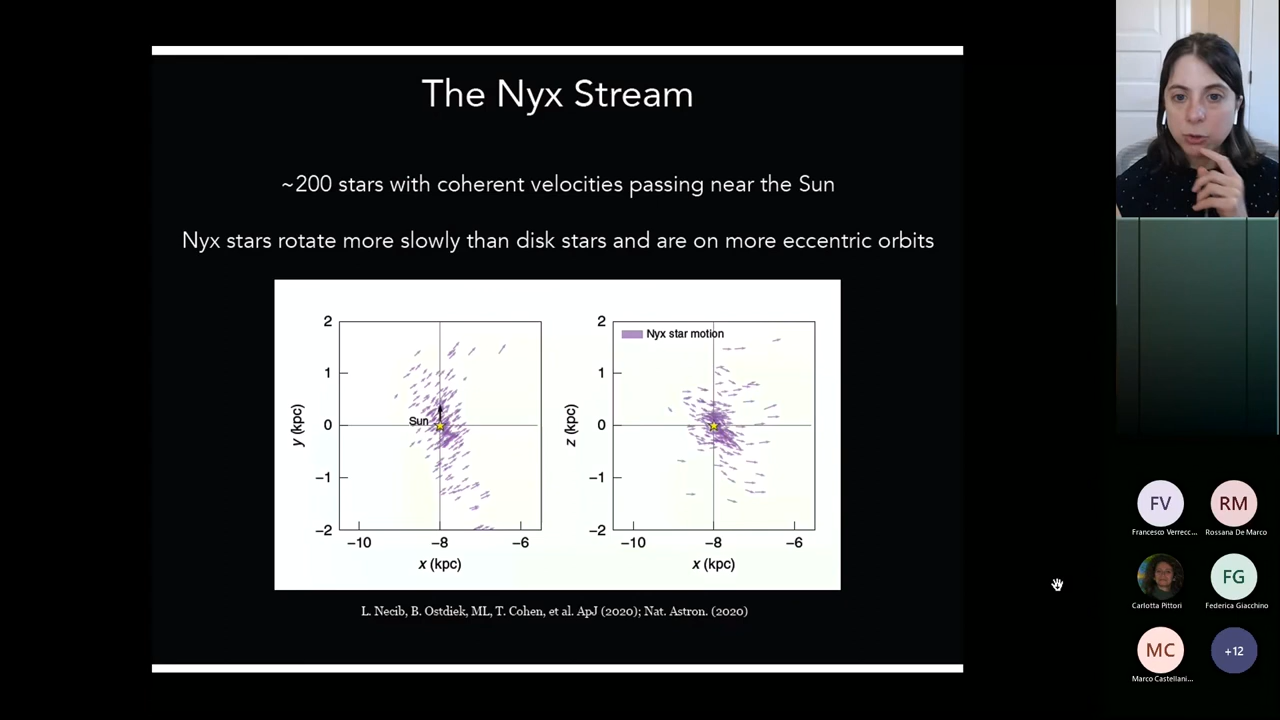 The Nyx Stream
~200 stars with coherent velocities passing near the Sun
Nyx stars rotate more slowly than disk stars and are on more eccentric orbits
2
1
0
−1
−2
y (kpc)
Sun
−10
−8
−6
x (kpc)
2
1
0
−1
−2
z (kpc)
Nyx star motion
−10
−8
−6
x (kpc)
L. Necib, B. Ostdiek, ML, T. Cohen, et al. ApJ (2020); Nat. Astron. (2020)
FV
RM
Francesco Verrecc...
Rossana De Marco
FG
Carlotta Pittori
Federica Giacchino
MC
+12
Marco Castellani...